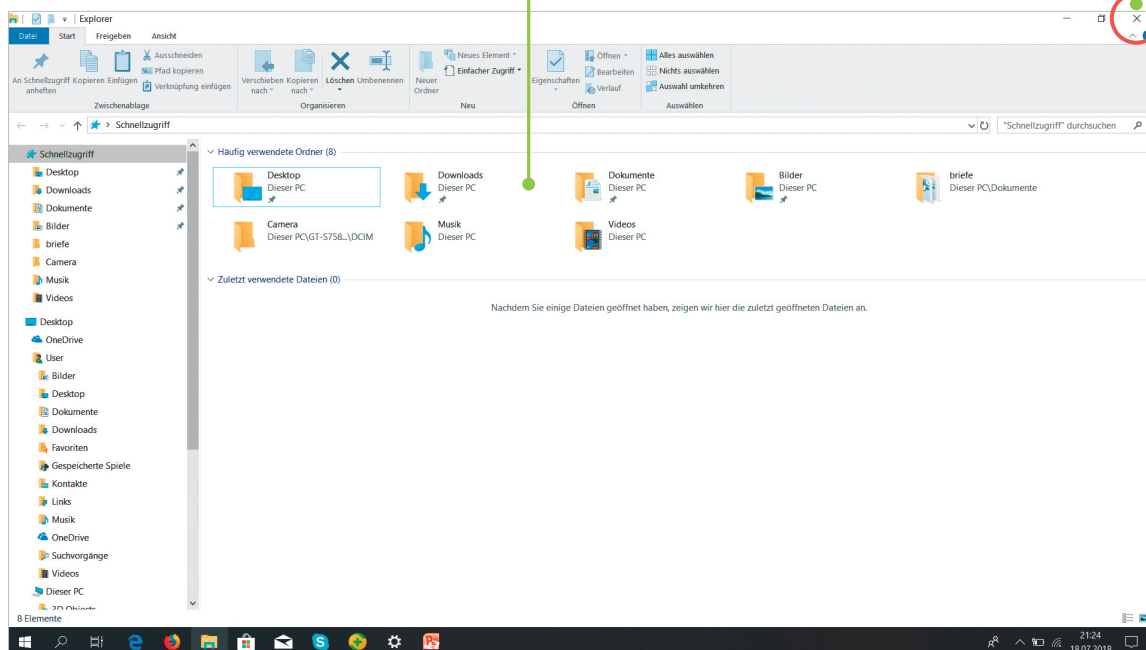 Explorer
Datei Start Freigeben Ansicht
An Schnellzugriff anheften
Kopieren
Einfügen
Ausschneiden
Pfad kopieren
Verknüpfung einfügen
Zwischenablage
Verschieben nach
Kopieren nach
Löschen
Umbenennen
Organisieren
Neuer Ordner
Neues Element
Einfacher Zugriff
Neu
Eigenschaften
Öffnen
Bearbeiten
Verlauf
Öffnen
Alles auswählen
Nichts auswählen
Auswahl umkehren
Auswählen
Schnellzugriff
"Schnellzugriff" durchsuchen
Schnellzugriff
Desktop
Downloads
Dokumente
Bilder
briefe
Camera
Musik
Videos
Desktop
OneDrive
User
Bilder
Desktop
Dokumente
Downloads
Favoriten
Gespeicherte Spiele
Kontakte
Links
Musik
OneDrive
Suchvorgänge
Videos
Dieser PC
3D Objects
Häufig verwendete Ordner (8)
Desktop
Dieser PC
Downloads
Dieser PC
Dokumente
Dieser PC
Bilder
Dieser PC
briefe
Dieser PC\Dokumente
Camera
Dieser PC\GT-S758...\DCIM
Musik
Dieser PC
Videos
Dieser PC
Zuletzt verwendete Dateien (0)
Nachdem Sie einige Dateien geöffnet haben, zeigen wir hier die zuletzt geöffneten Dateien an.
8 Elemente
21:24
18.07.2018